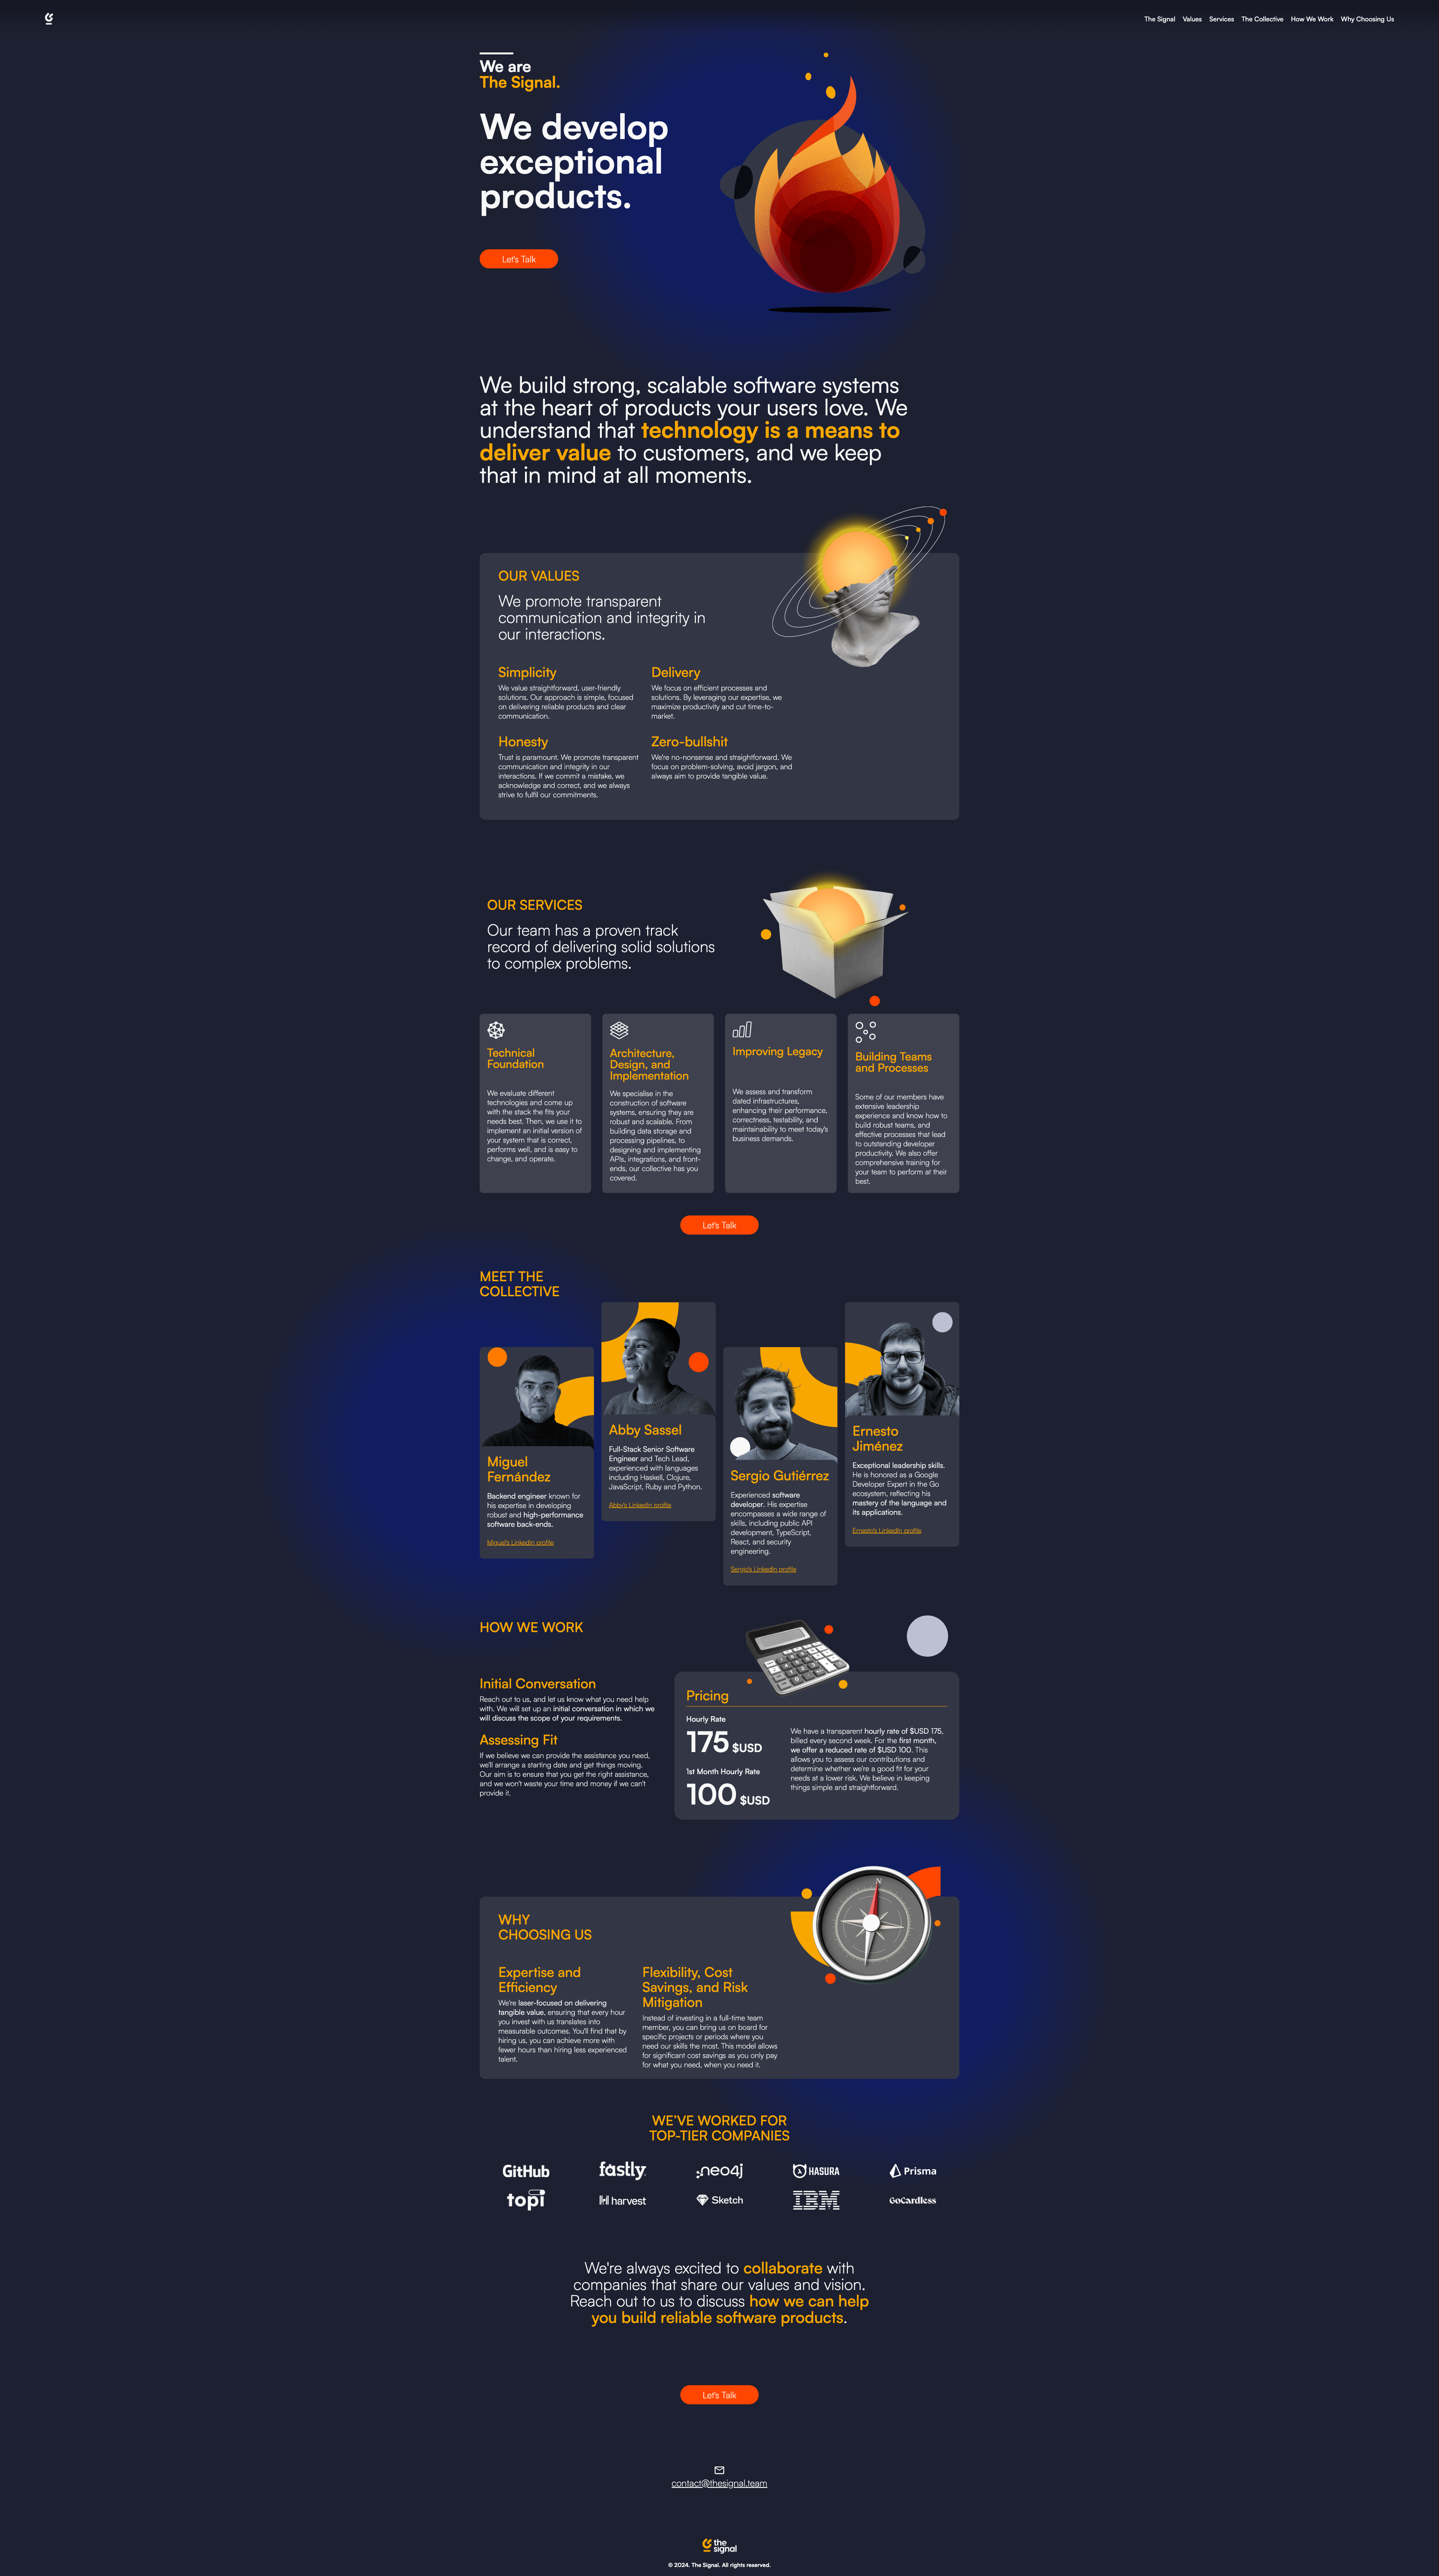 The Signal Values Services The Collective How We Work Why Choosing Us
We are
The Signal.
We develop
exceptional
products.
Let's Talk
We build strong, scalable software systems
at the heart of products your users love. We
understand that technology is a means to
deliver value to customers, and we keep
that in mind at all moments.
OUR VALUES
We promote transparent
communication and integrity in
our interactions.
Simplicity
We value straightforward, user-friendly
solutions. Our approach is simple, focused
on delivering reliable products and clear
communication.
Delivery
We focus on efficient processes and
solutions. By leveraging our expertise, we
maximize productivity and cut time-to-
market.
Honesty
Trust is paramount. We promote transparent
communication and integrity in our
interactions. If we commit a mistake, we
acknowledge and correct, and we always
strive to fulfil our commitments.
Zero-bullshit
We're no-nonsense and straightforward. We
focus on problem-solving, avoid jargon, and
always aim to provide tangible value.
OUR SERVICES
Our team has a proven track
record of delivering solid solutions
to complex problems.
Technical
Foundation
We evaluate different
technologies and come up
with the stack the fits your
needs best. Then, we use it to
implement an initial version of
your system that is correct,
performs well, and is easy to
change, and operate.
Architecture,
Design, and
Implementation
We specialise in the
construction of software
systems, ensuring they are
robust and scalable. From
building data storage and
processing pipelines, to
designing and implementing
APIs, integrations, and front-
ends, our collective has you
covered.
Improving Legacy
We assess and transform
dated infrastructures,
enhancing their performance,
correctness, testability, and
maintainability to meet today's
business demands.
Building Teams
and Processes
Some of our members have
extensive leadership
experience and know how to
build robust teams, and
effective processes that lead
to outstanding developer
productivity. We also offer
comprehensive training for
your team to perform at their
best.
Let's Talk
MEET THE
COLLECTIVE
Miguel
Fernández
Backend engineer known for
his expertise in developing
robust and high-performance
software back-ends.
Miguel's LinkedIn profile
Abby Sassel
Full-Stack Senior Software
Engineer and Tech Lead,
experienced with languages
including Haskell, Clojure,
JavaScript, Ruby and Python.
Abby's LinkedIn profile
Sergio Gutiérrez
Experienced software
developer. His expertise
encompasses a wide range of
skills, including public API
development, TypeScript,
React, and security
engineering.
Sergio's LinkedIn profile
Ernesto
Jiménez
Exceptional leadership skills.
He is honored as a Google
Developer Expert in the Go
ecosystem, reflecting his
mastery of the language and
its applications.
Ernesto's LinkedIn profile
HOW WE WORK
Initial Conversation
Reach out to us, and let us know what you need help
with. We will set up an initial conversation in which we
will discuss the scope of your requirements.
Assessing Fit
If we believe we can provide the assistance you need,
we'll arrange a starting date and get things moving.
Our aim is to ensure that you get the right assistance,
and we won't waste your time and money if we can't
provide it.
Pricing
Hourly Rate
175 $USD
1st Month Hourly Rate
100 $USD
We have a transparent hourly rate of $USD 175,
billed every second week. For the first month,
we offer a reduced rate of $USD 100. This
allows you to assess our contributions and
determine whether we're a good fit for your
needs at a lower risk. We believe in keeping
things simple and straightforward.
N
WHY
CHOOSING US
Expertise and
Efficiency
We're laser-focused on delivering
tangible value, ensuring that every hour
you invest with us translates into
measurable outcomes. You'll find that by
hiring us, you can achieve more with
fewer hours than hiring less experienced
talent.
Flexibility, Cost
Savings, and Risk
Mitigation
Instead of investing in a full-time team
member, you can bring us on board for
specific projects or periods where you
need our skills the most. This model allows
for significant cost savings as you only pay
for what you need, when you need it.
WE'VE WORKED FOR
TOP-TIER COMPANIES
GitHub fastly neo4j HASURA Prisma
topi harvest Sketch IBM GoCardless
We're always excited to collaborate with
companies that share our values and vision.
Reach out to us to discuss how we can help
you build reliable software products.
Let's Talk
contact@thesignal.team
the
signal
© 2024. The Signal. All rights reserved.